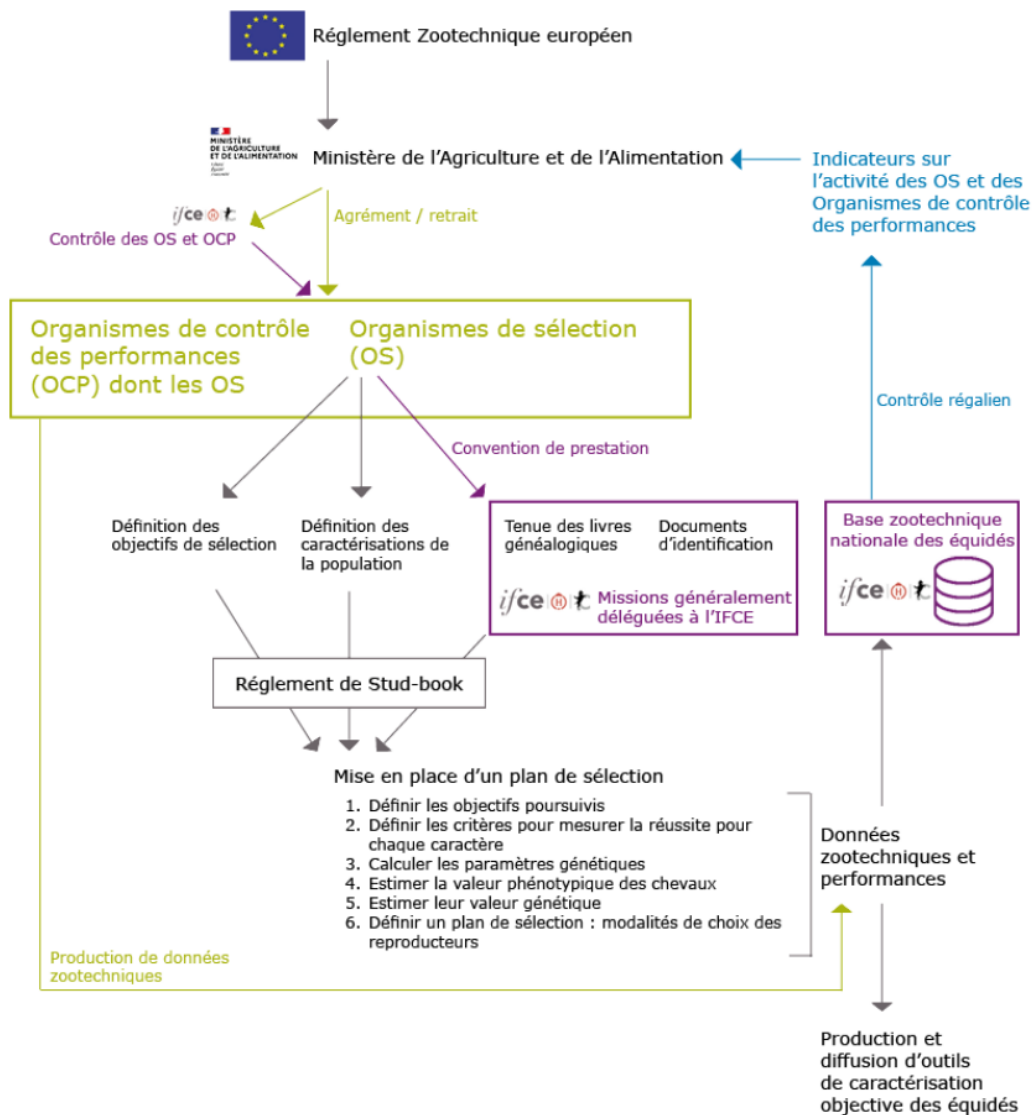 Réglement Zootechnique européen
MINISTÈRE
DE L'AGRICULTURE
ET DE L'ALIMENTATION
Ministère de l'Agriculture et de l'Alimentation
Indicateurs sur
l'activité des OS et des
Organismes de contrôle
des performances
ifce
Contrôle des OS et OCP
Agrément / retrait
Organismes de contrôle
des performances
(OCP) dont les OS
Organismes de sélection
(OS)
Contrôle régalien
Convention de prestation
Définition des
objectifs de sélection
Définition des
caractérisations de
la population
Tenue des livres
généalogiques
Documents
d'identification
ifce
Missions généralement
déléguées à l'IFCE
Base zootechnique
nationale des équidés
ifce
Réglement de Stud-book
Mise en place d'un plan de sélection
1. Définir les objectifs poursuivis
2. Définir les critères pour mesurer la réussite pour
chaque caractère
3. Calculer les paramètres génétiques
4. Estimer la valeur phénotypique des chevaux
5. Estimer leur valeur génétique
6. Définir un plan de sélection : modalités de choix des
reproducteurs
Données
zootechniques et
performances
Production de données
zootechniques
Production et
diffusion d'outils
de caractérisation
objective des équidés